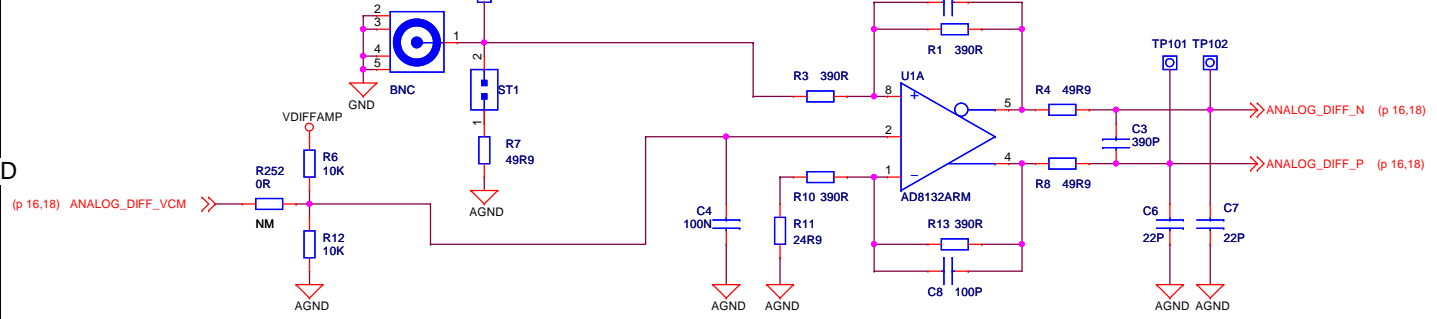 2
3
4
5
1
GND
BNC
2
ST1
1
R7
49R9
AGND
VDIFFAMP
R6
10K
D
R252
0R
(p 16,18) ANALOG_DIFF_VCM
NM
R12
10K
AGND
R1 390R
R3 390R
U1A
8
+
5
2
4
1
−
AD8132ARM
R10 390R
R11
24R9
AGND
C4
100N
AGND
R13 390R
C8 100P
R4 49R9
R8 49R9
C3
390P
TP101 TP102
ANALOG_DIFF_N (p 16,18)
ANALOG_DIFF_P (p 16,18)
C6
22P
C7
22P
AGND
AGND